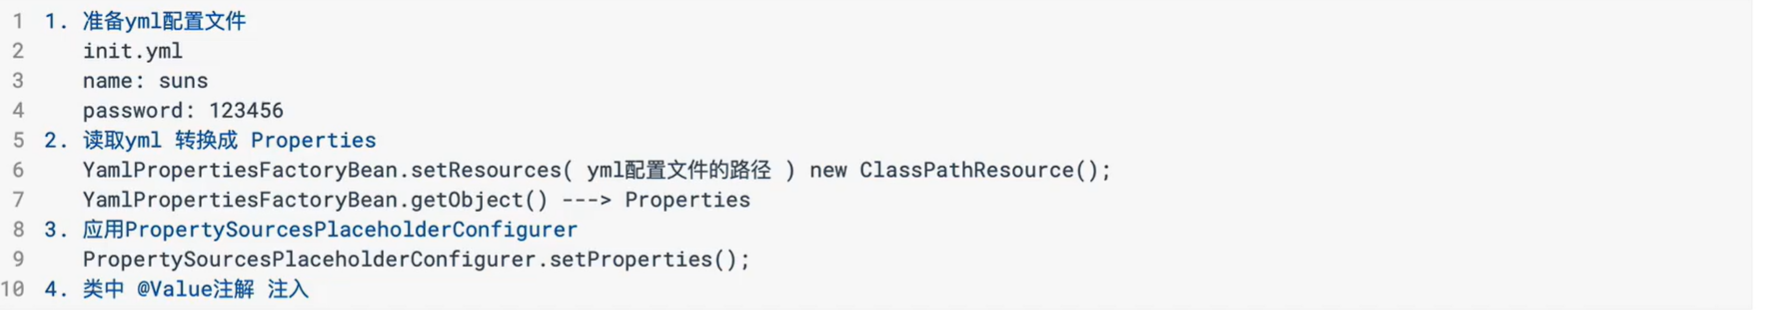 1 1. 准备yml配置文件
2 init.yml
3 name: suns
4 password: 123456
5 2. 读取yml 转换成 Properties
6 YamlPropertiesFactoryBean.setResources( yml配置文件的路径 ) new ClassPathResource();
7 YamlPropertiesFactoryBean.getObject() ---> Properties
8 3. 应用PropertySourcesPlaceholderConfigurer
9 PropertySourcesPlaceholderConfigurer.setProperties();
10 4. 类中 @Value注解 注入